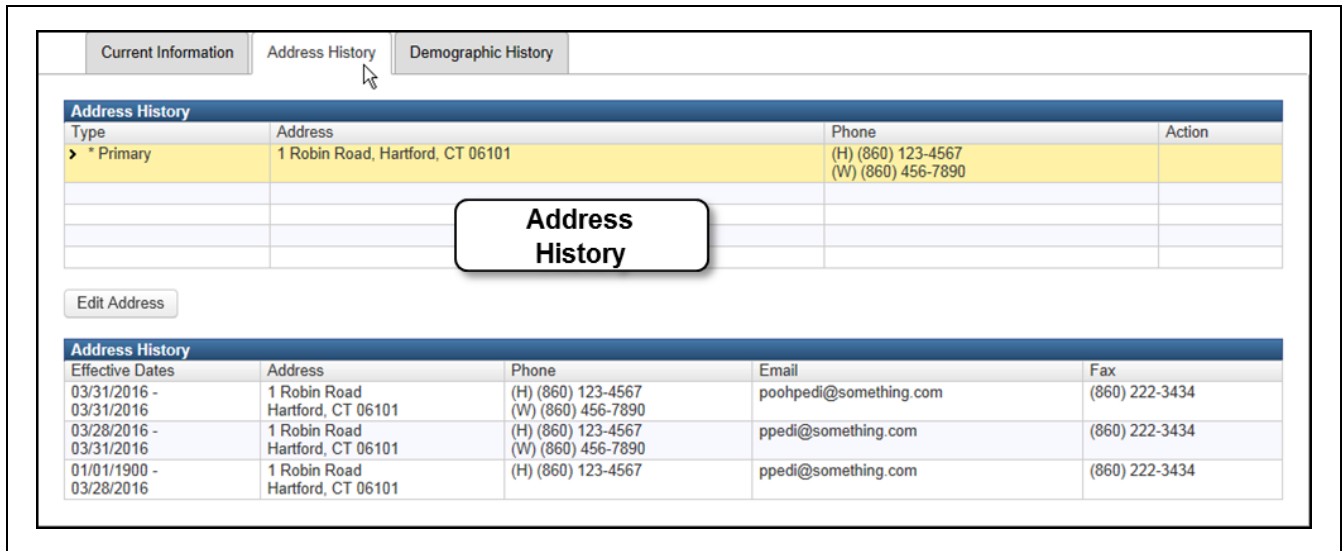 Current Information Address History Demographic History
Address History
Type Address Phone Action
* Primary 1 Robin Road, Hartford, CT 06101 (H) (860) 123-4567
(W) (860) 456-7890
Address
History
Edit Address
Address History
Effective Dates Address Phone Email Fax
03/31/2016 - 1 Robin Road (H) (860) 123-4567 poohpedi@something.com (860) 222-3434
03/31/2016 Hartford, CT 06101 (W) (860) 456-7890
03/28/2016 - 1 Robin Road (H) (860) 123-4567 ppedi@something.com (860) 222-3434
03/31/2016 Hartford, CT 06101 (W) (860) 456-7890
01/01/1900 - 1 Robin Road (H) (860) 123-4567 ppedi@something.com (860) 222-3434
03/28/2016 Hartford, CT 06101